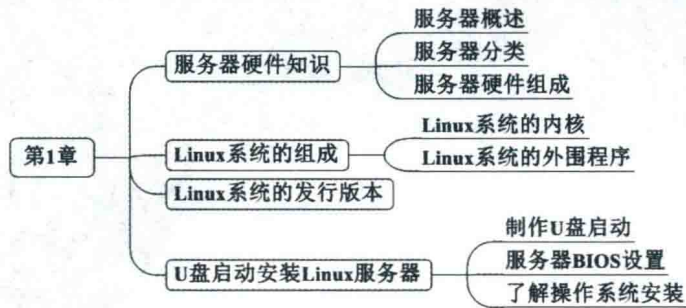 第1章
服务器硬件知识
服务器概述
服务器分类
服务器硬件组成
Linux系统的组成
Linux系统的内核
Linux系统的外围程序
Linux系统的发行版本
U盘启动安装Linux服务器
制作U盘启动
服务器BIOS设置
了解操作系统安装